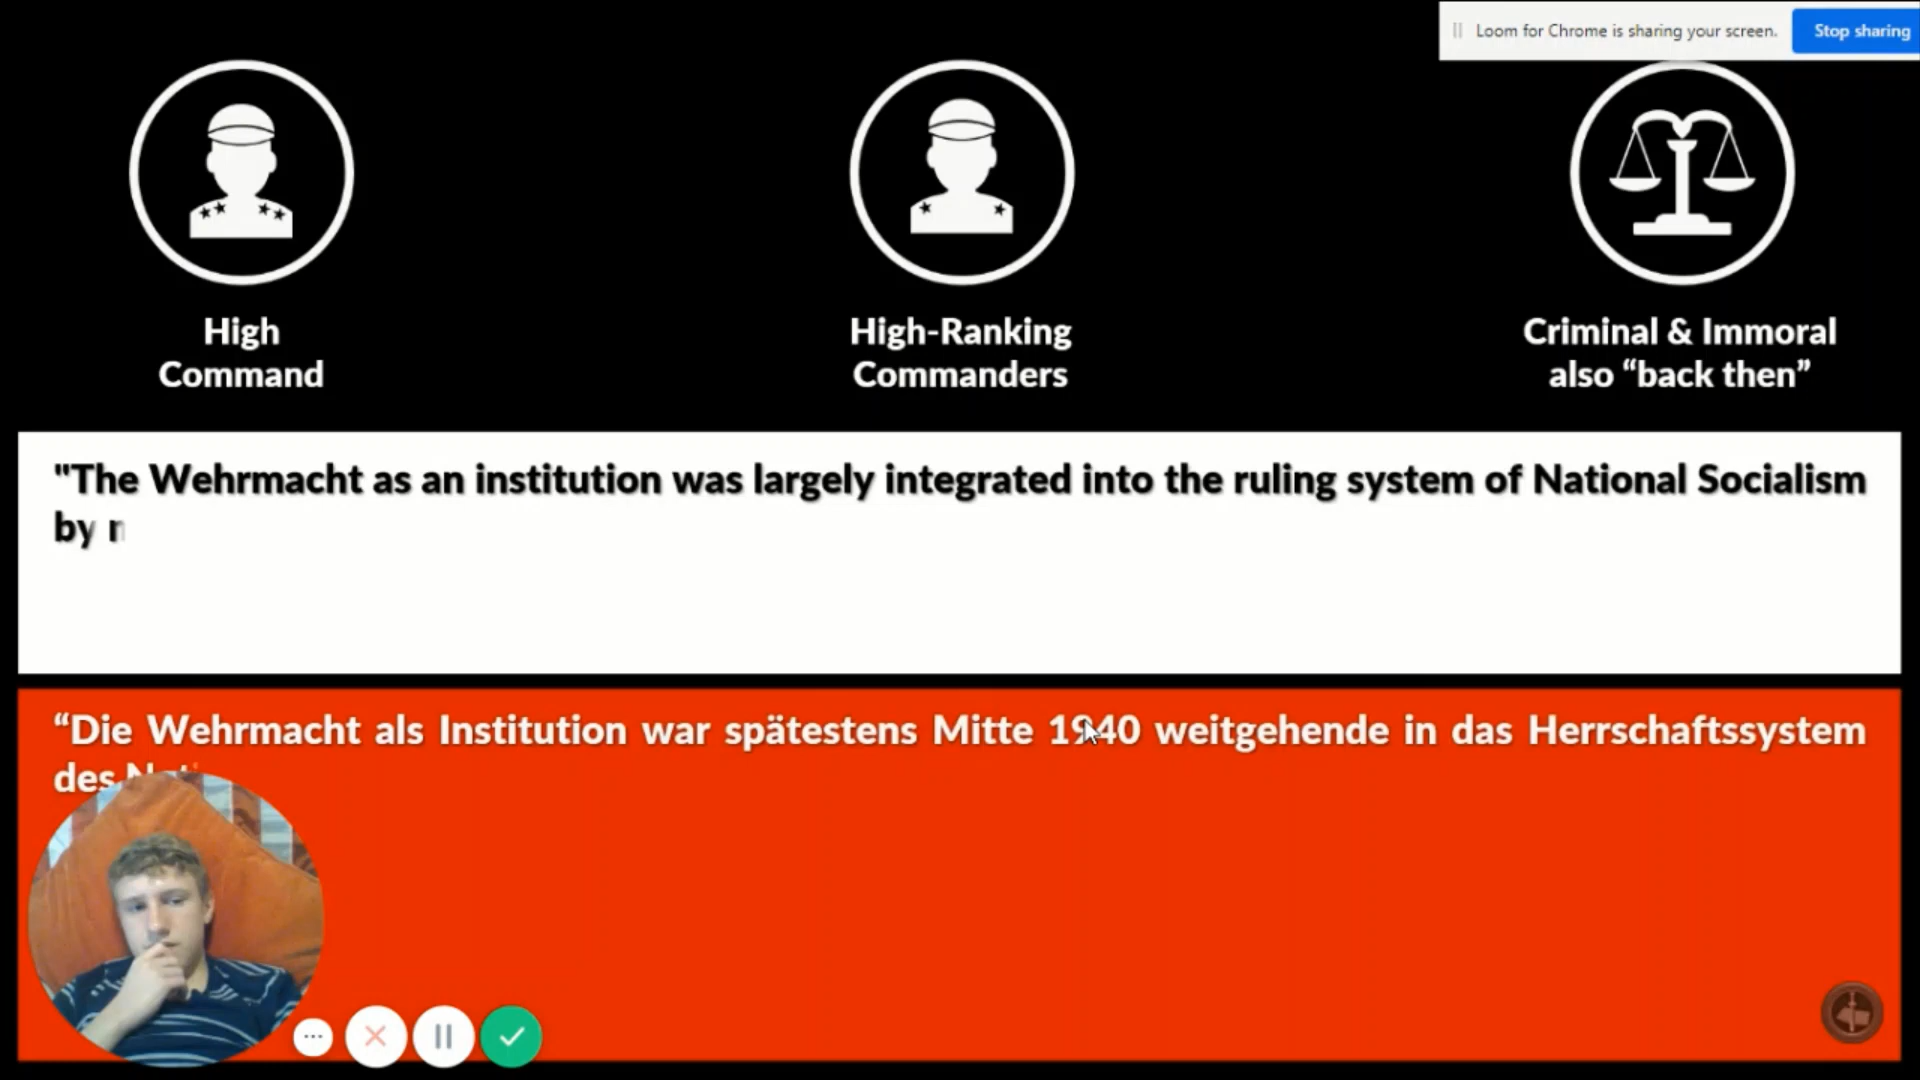 Loom for Chrome is sharing your screen.
Stop sharing
High
Command
High-Ranking
Commanders
Criminal & Immoral
also “back then”
"The Wehrmacht as an institution was largely integrated into the ruling system of National Socialism
by
“Die Wehrmacht als Institution war spätestens Mitte 1940 weitgehende in das Herrschaftssystem
des